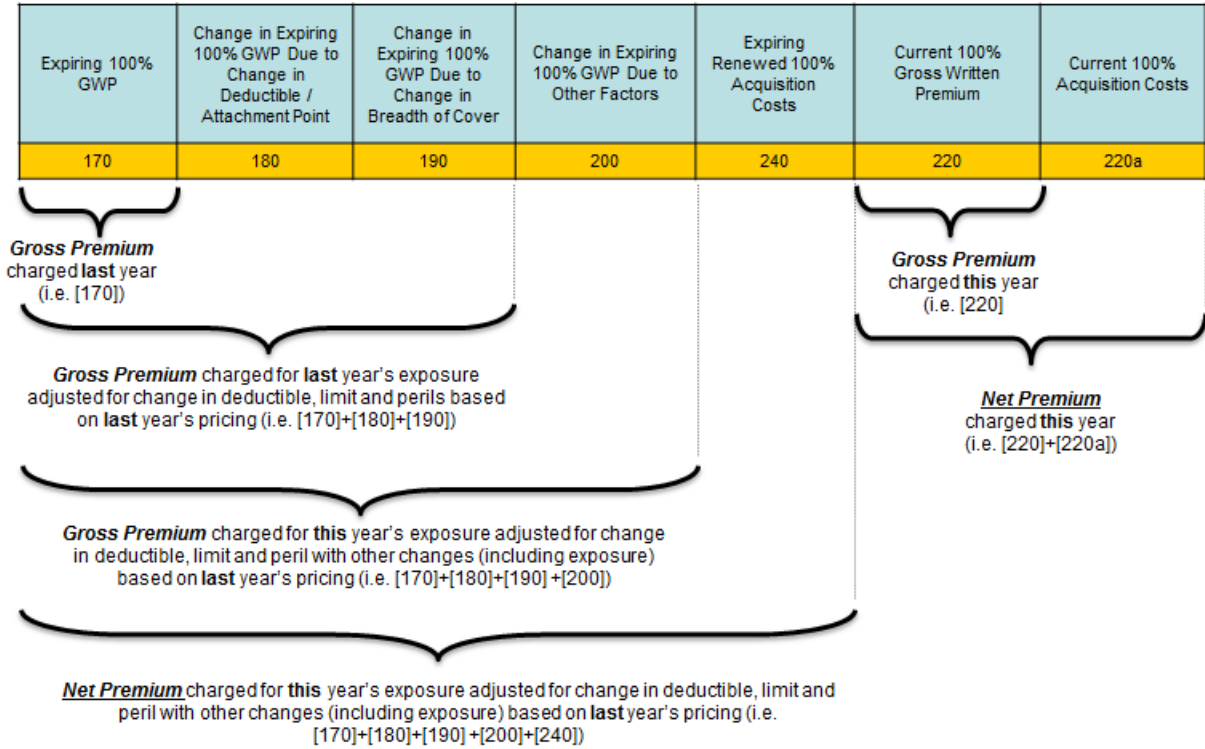 Expiring 100%
GWP
Change in Expiring
100% GWP Due to
Change in
Deductible /
Attachment Point
Change in
Expiring 100%
GWP Due to
Change in
Breadth of Cover
Change in Expiring
100% GWP Due to
Other Factors
Expiring
Renewed 100%
Acquisition
Costs
Current 100%
Gross Written
Premium
Current 100%
Acquisition Costs
170
180
190
200
240
220
220a
Gross Premium
charged last year
(i.e. [170])
Gross Premium
charged this year
(i.e. [220]
Gross Premium charged for last year's exposure
adjusted for change in deductible, limit and perils based
on last year's pricing (i.e. [170]+[180]+[190])
Net Premium
charged this year
(i.e. [220]+[220a])
Gross Premium charged for this year's exposure adjusted for change
in deductible, limit and peril with other changes (including exposure)
based on last year's pricing (i.e. [170]+[180]+[190] +[200])
Net Premium charged for this year's exposure adjusted for change in deductible, limit and
peril with other changes (including exposure) based on last year's pricing (i.e.
[170]+[180]+[190] +[200]+[240])